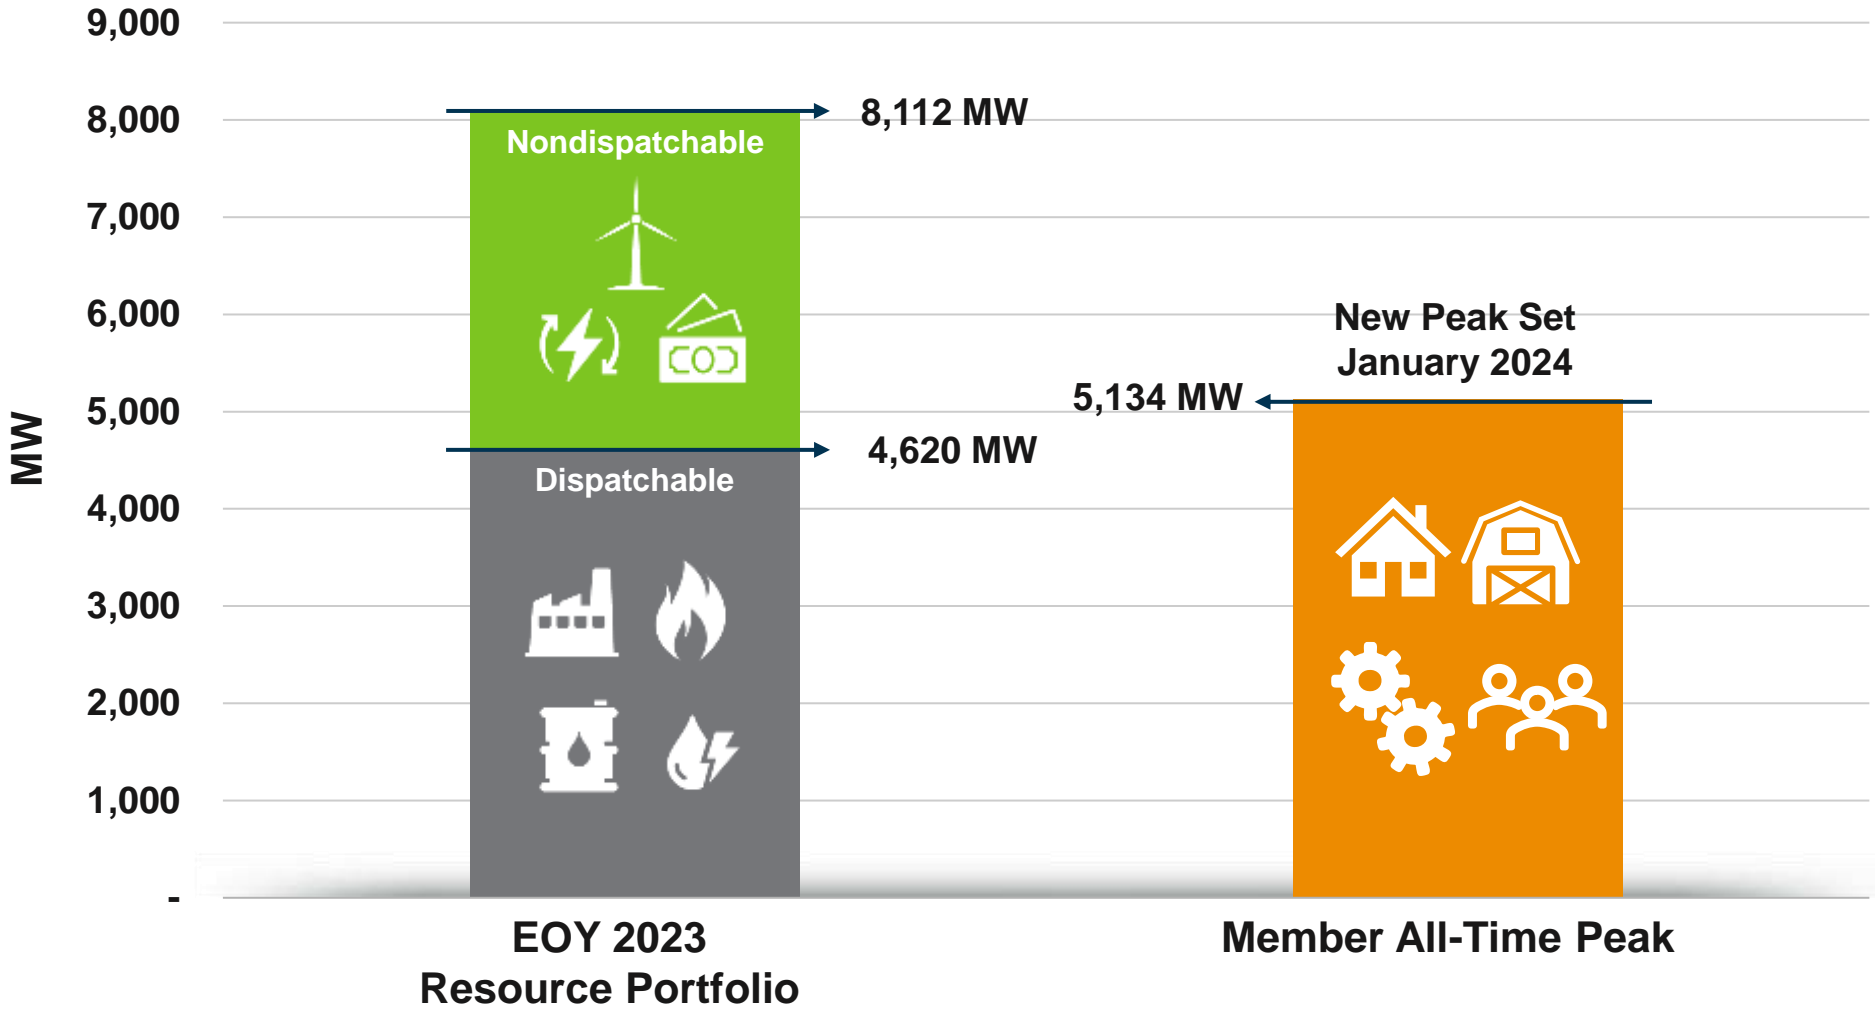 9,000
8,000
7,000
6,000
5,000
4,000
3,000
2,000
1,000
-
MW
8,112 MW
Nondispatchable
4,620 MW
Dispatchable
New Peak Set
January 2024
5,134 MW
EOY 2023
Resource Portfolio
Member All-Time Peak